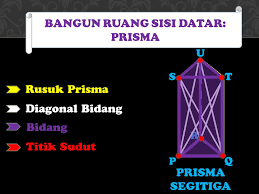 BANGUN RUANG SISI DATAR:
PRISMA
U
S
T
Rusuk Prisma
Diagonal Bidang
Bidang
Titik Sudut
R
P
Q
PRISMA
SEGITIGA